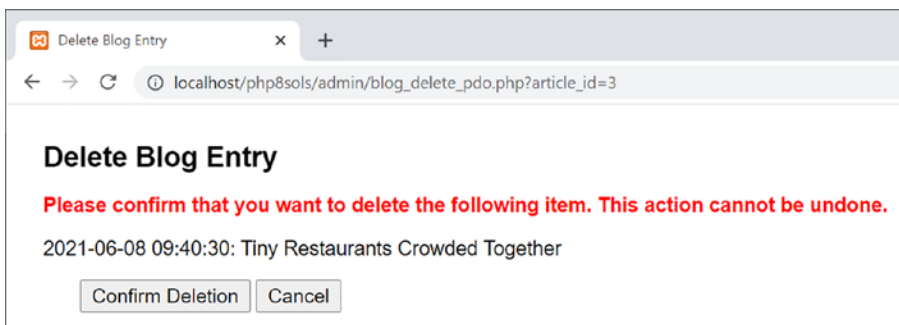 Delete Blog Entry
localhost/php8sols/admin/blog_delete_pdo.php?article_id=3
Delete Blog Entry
Please confirm that you want to delete the following item. This action cannot be undone.
2021-06-08 09:40:30: Tiny Restaurants Crowded Together
Confirm Deletion Cancel